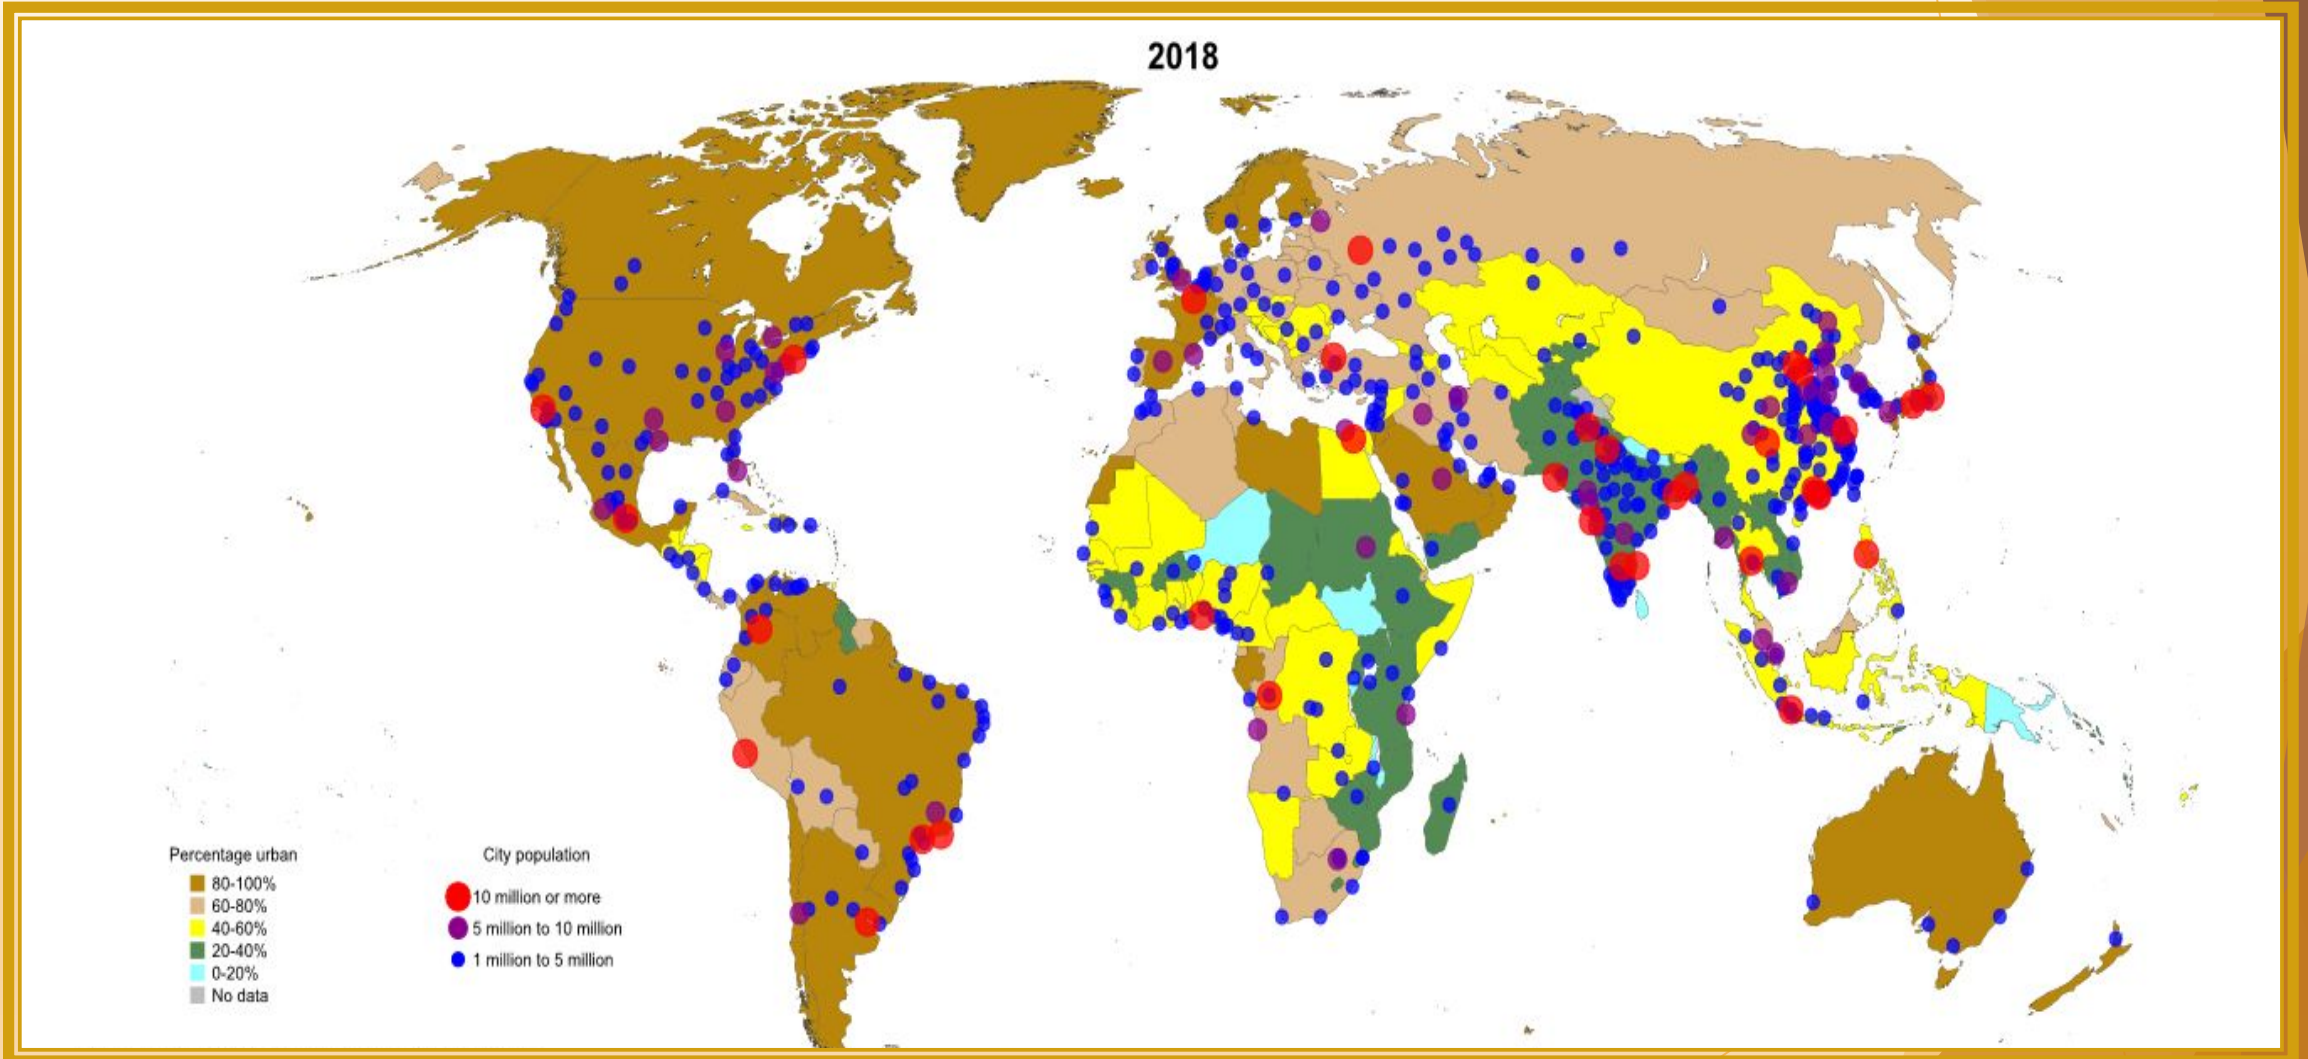 2018
Percentage urban
80-100%
60-80%
40-60%
20-40%
0-20%
No data
City population
10 million or more
5 million to 10 million
1 million to 5 million